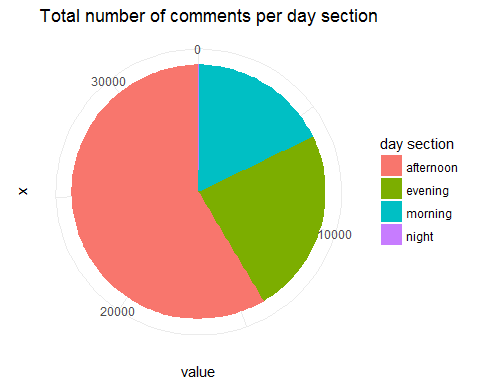 Total number of comments per day section
0
30000
10000
20000
x
value
day section
afternoon
evening
morning
night